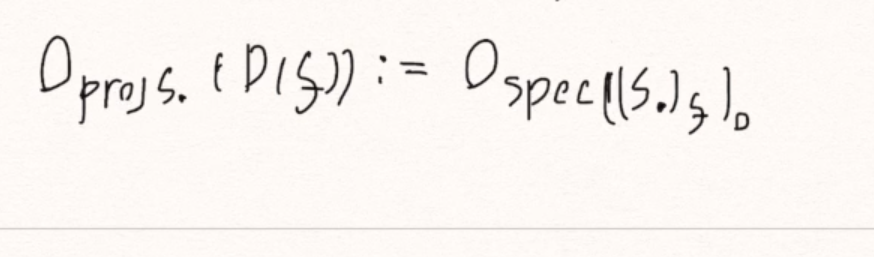 O_{proj S.} (D(f)) := O_{spec((S.)_f)_0}